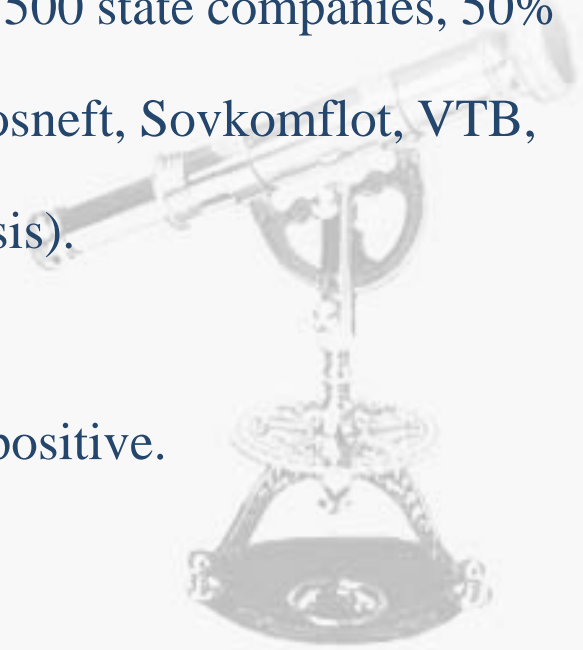 500 state companies, 50%
osneft, Sovkomflot, VTB,
sis).
positive.